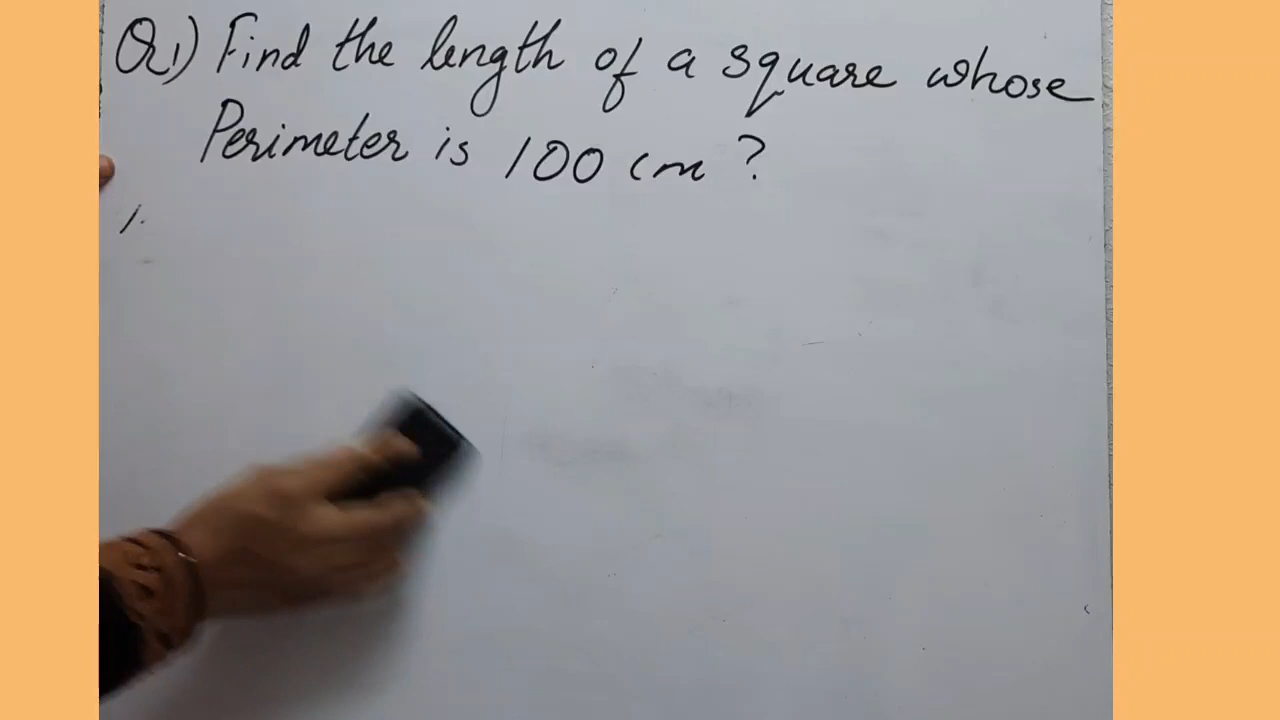 Q1) Find the length of a square whose
Perimeter is 100 cm ?